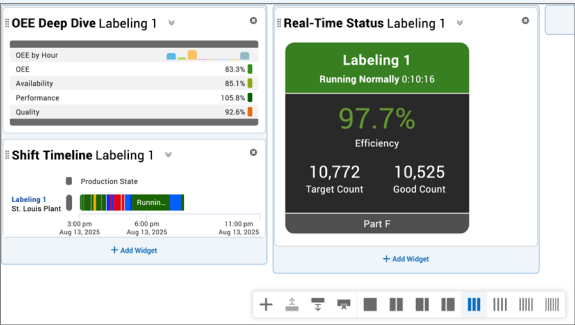 OEE Deep Dive Labeling 1
OEE by Hour
OEE 83.3%
Availability 85.1%
Performance 105.8%
Quality 92.6%
Shift Timeline Labeling 1
Production State
Labeling 1
St. Louis Plant
Runnin...
3:00 pm 6:00 pm 11:00 pm
Aug 13, 2025 Aug 13, 2025 Aug 13, 2025
+ Add Widget
Real-Time Status Labeling 1
Labeling 1
Running Normally 0:10:16
97.7%
Efficiency
10,772 10,525
Target Count Good Count
Part F
+ Add Widget